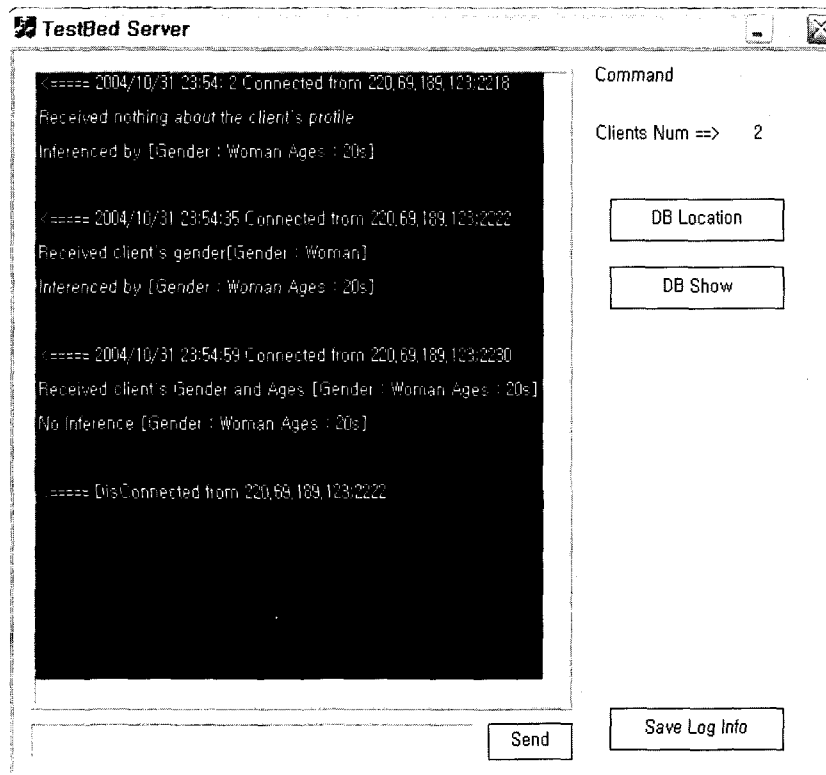 TestBed Server
<===== 2004/10/31 23:54: 2 Connected from 220,69,189,123:2218
Received nothing about the client's profile
Inferenced by [Gender : Woman Ages : 20s]
<===== 2004/10/31 23:54:35 Connected from 220,69,189,123:2222
Received client's gender[Gender : Woman]
Inferenced by [Gender : Woman Ages : 20s]
<===== 2004/10/31 23:54:59 Connected from 220,69,189,123:2230
Received client's Gender and Ages [Gender : Woman Ages : 20s]
No Inference [Gender : Woman Ages : 20s]
===== DisConnected from 220,69,189,123:2222
Command
Clients Num ==> 2
DB Location
DB Show
Save Log Info
Send